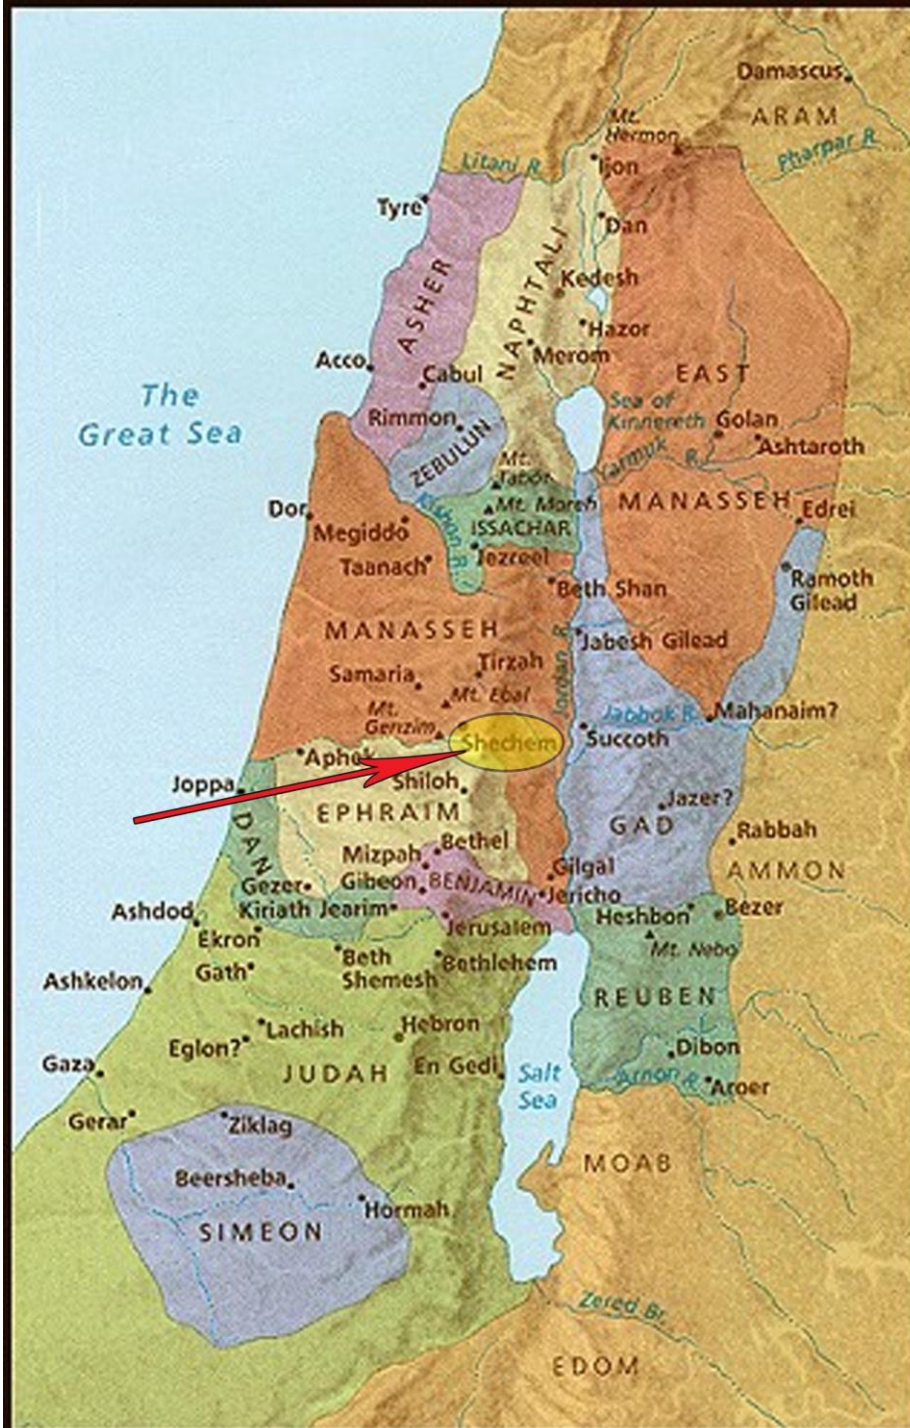 Damascus
ARAM
Mt.
Hermon
Pharpar R.
Litani R.
Ijon
Tyre
Dan
ASHER
NAPHTALI
Kedesh
Hazor
Merom
Acco
Cabul
EAST
The
Great Sea
Sea of
Kinnereth
Rimmon
Golan
ZEBULUN
Ashtaroth
Yarmuk R.
Mt.
Tabor
MANASSEH
Mt. Moreh
Kishon R.
Dor
Edrei
ISSACHAR
Megiddo
Jezreel
Taanach
Beth Shan
Ramoth
Gilead
MANASSEH
Jordan R.
Jabesh Gilead
Tirzah
Samaria
Mt. Ebal
Mt.
Gerizim
Jabbok R.
Mahanaim?
Shechem
Succoth
Aphek
Joppa
Shiloh
Jazer?
EPHRAIM
DAN
GAD
Rabbah
Bethel
Mizpah
Gilgal
AMMON
Gezer
Gibeon
BENJAMIN
Jericho
Ashdod
Kiriath Jearim
Heshbon
Bezer
Jerusalem
Ekron
Mt. Nebo
Beth
Shemesh
Bethlehem
Gath
Ashkelon
REUBEN
Lachish
Hebron
Eglon?
Dibon
Gaza
JUDAH
En Gedi
Salt
Sea
Arnon R.
Aroer
Gerar
Ziklag
MOAB
Beersheba
Hormah
SIMEON
Zered Br.
EDOM